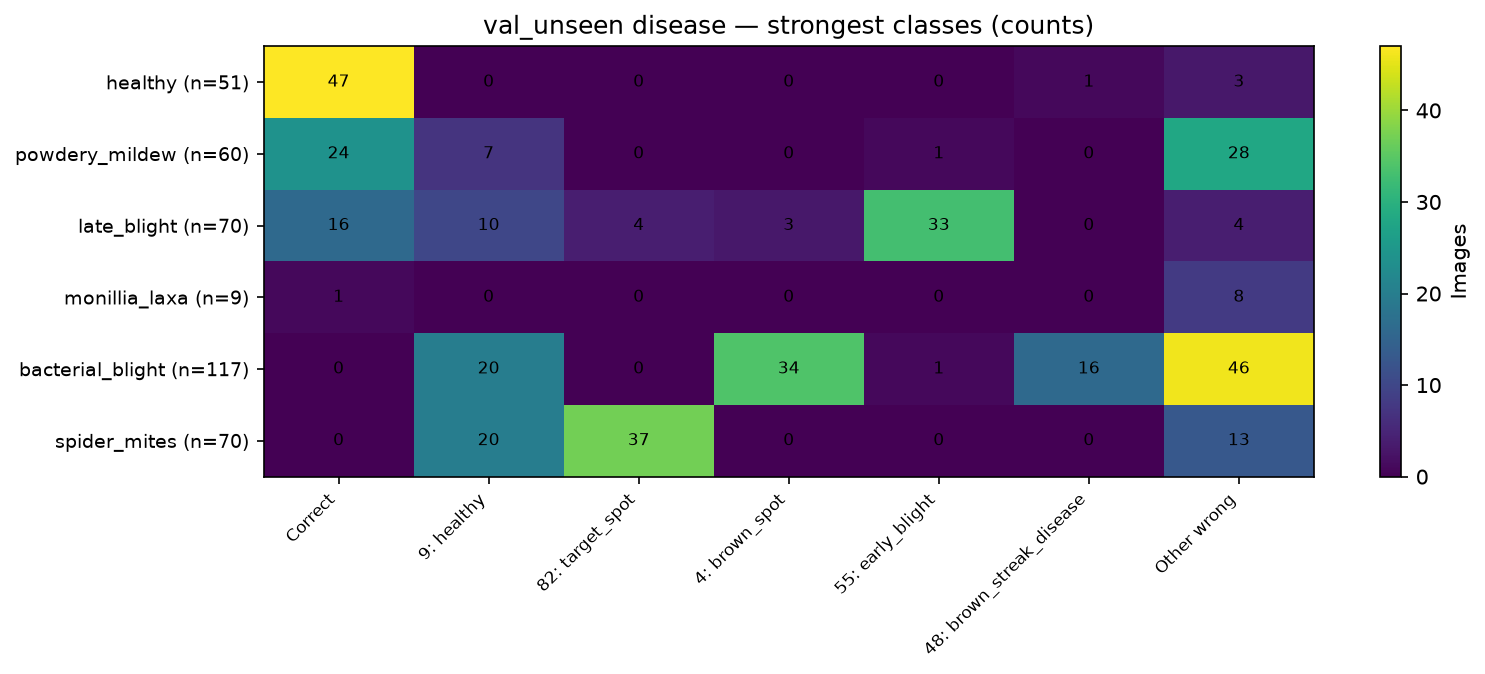 val_unseen disease — strongest classes (counts)
healthy (n=51) 47 0 0 0 0 1 3
powdery_mildew (n=60) 24 7 0 0 1 0 28
late_blight (n=70) 16 10 4 3 33 0 4
monillia_laxa (n=9) 1 0 0 0 0 0 8
bacterial_blight (n=117) 0 20 0 34 1 16 46
spider_mites (n=70) 0 20 37 0 0 0 13
Correct
9: healthy
82: target_spot
4: brown_spot
55: early_blight
48: brown_streak_disease
Other wrong
40
30
20
10
0
Images